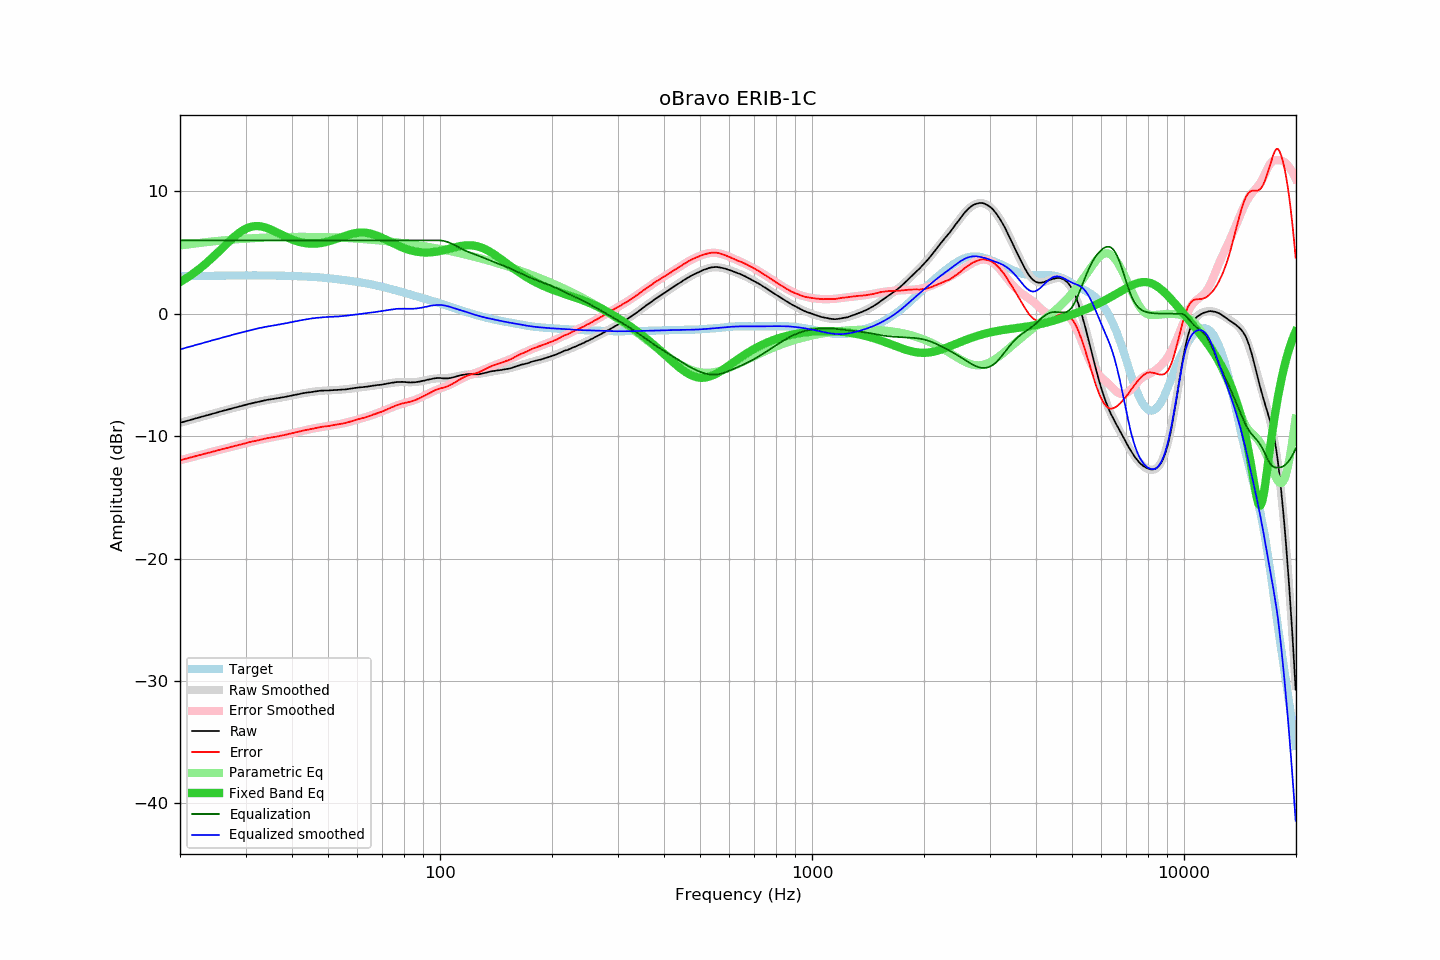 oBravo ERIB-1C
Amplitude (dBr)
10
0
−10
−20
−30
−40
Target
Raw Smoothed
Error Smoothed
Raw
Error
Parametric Eq
Fixed Band Eq
Equalization
Equalized smoothed
100
1000
10000
Frequency (Hz)